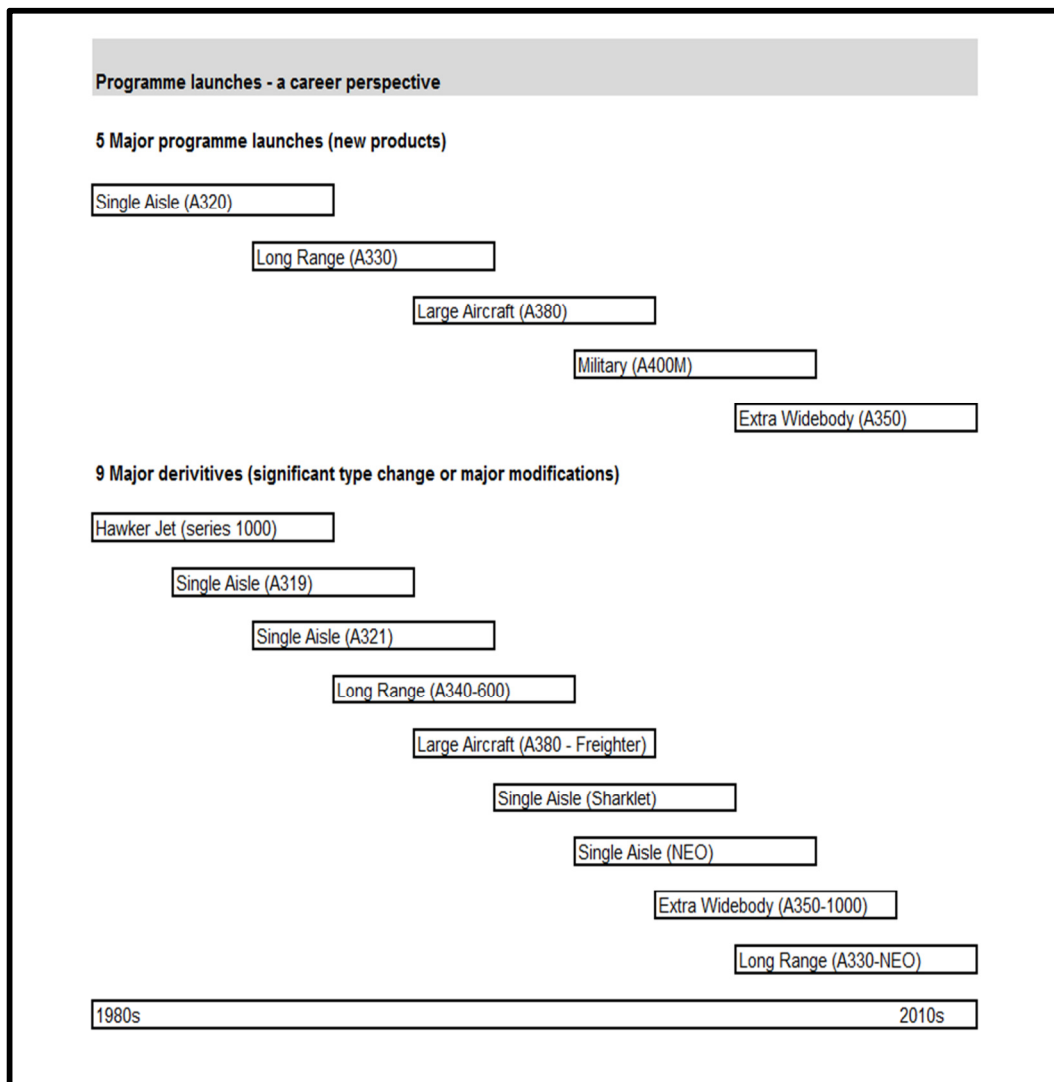 Programme launches - a career perspective
5 Major programme launches (new products)
Single Aisle (A320)
Long Range (A330)
Large Aircraft (A380)
Military (A400M)
Extra Widebody (A350)
9 Major derivitives (significant type change or major modifications)
Hawker Jet (series 1000)
Single Aisle (A319)
Single Aisle (A321)
Long Range (A340-600)
Large Aircraft (A380 - Freighter)
Single Aisle (Sharklet)
Single Aisle (NEO)
Extra Widebody (A350-1000)
Long Range (A330-NEO)
1980s 2010s